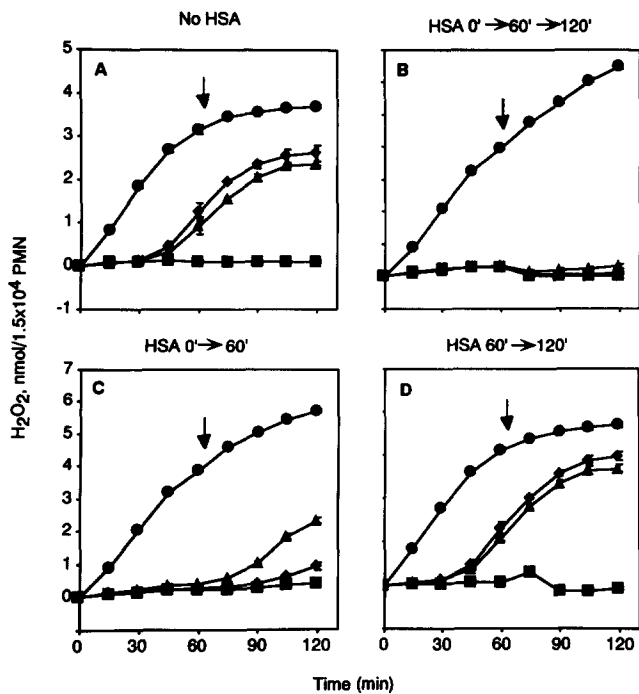 No HSA
HSA 0'→60'→120'
A
B
5
4
3
2
1
0
-1
H₂O₂, nmol/1.5x10⁴ PMN
HSA 0'→60'
HSA 60'→120'
C
D
7
6
5
4
3
2
1
0
0 30 60 90 120
0 30 60 90 120
Time (min)